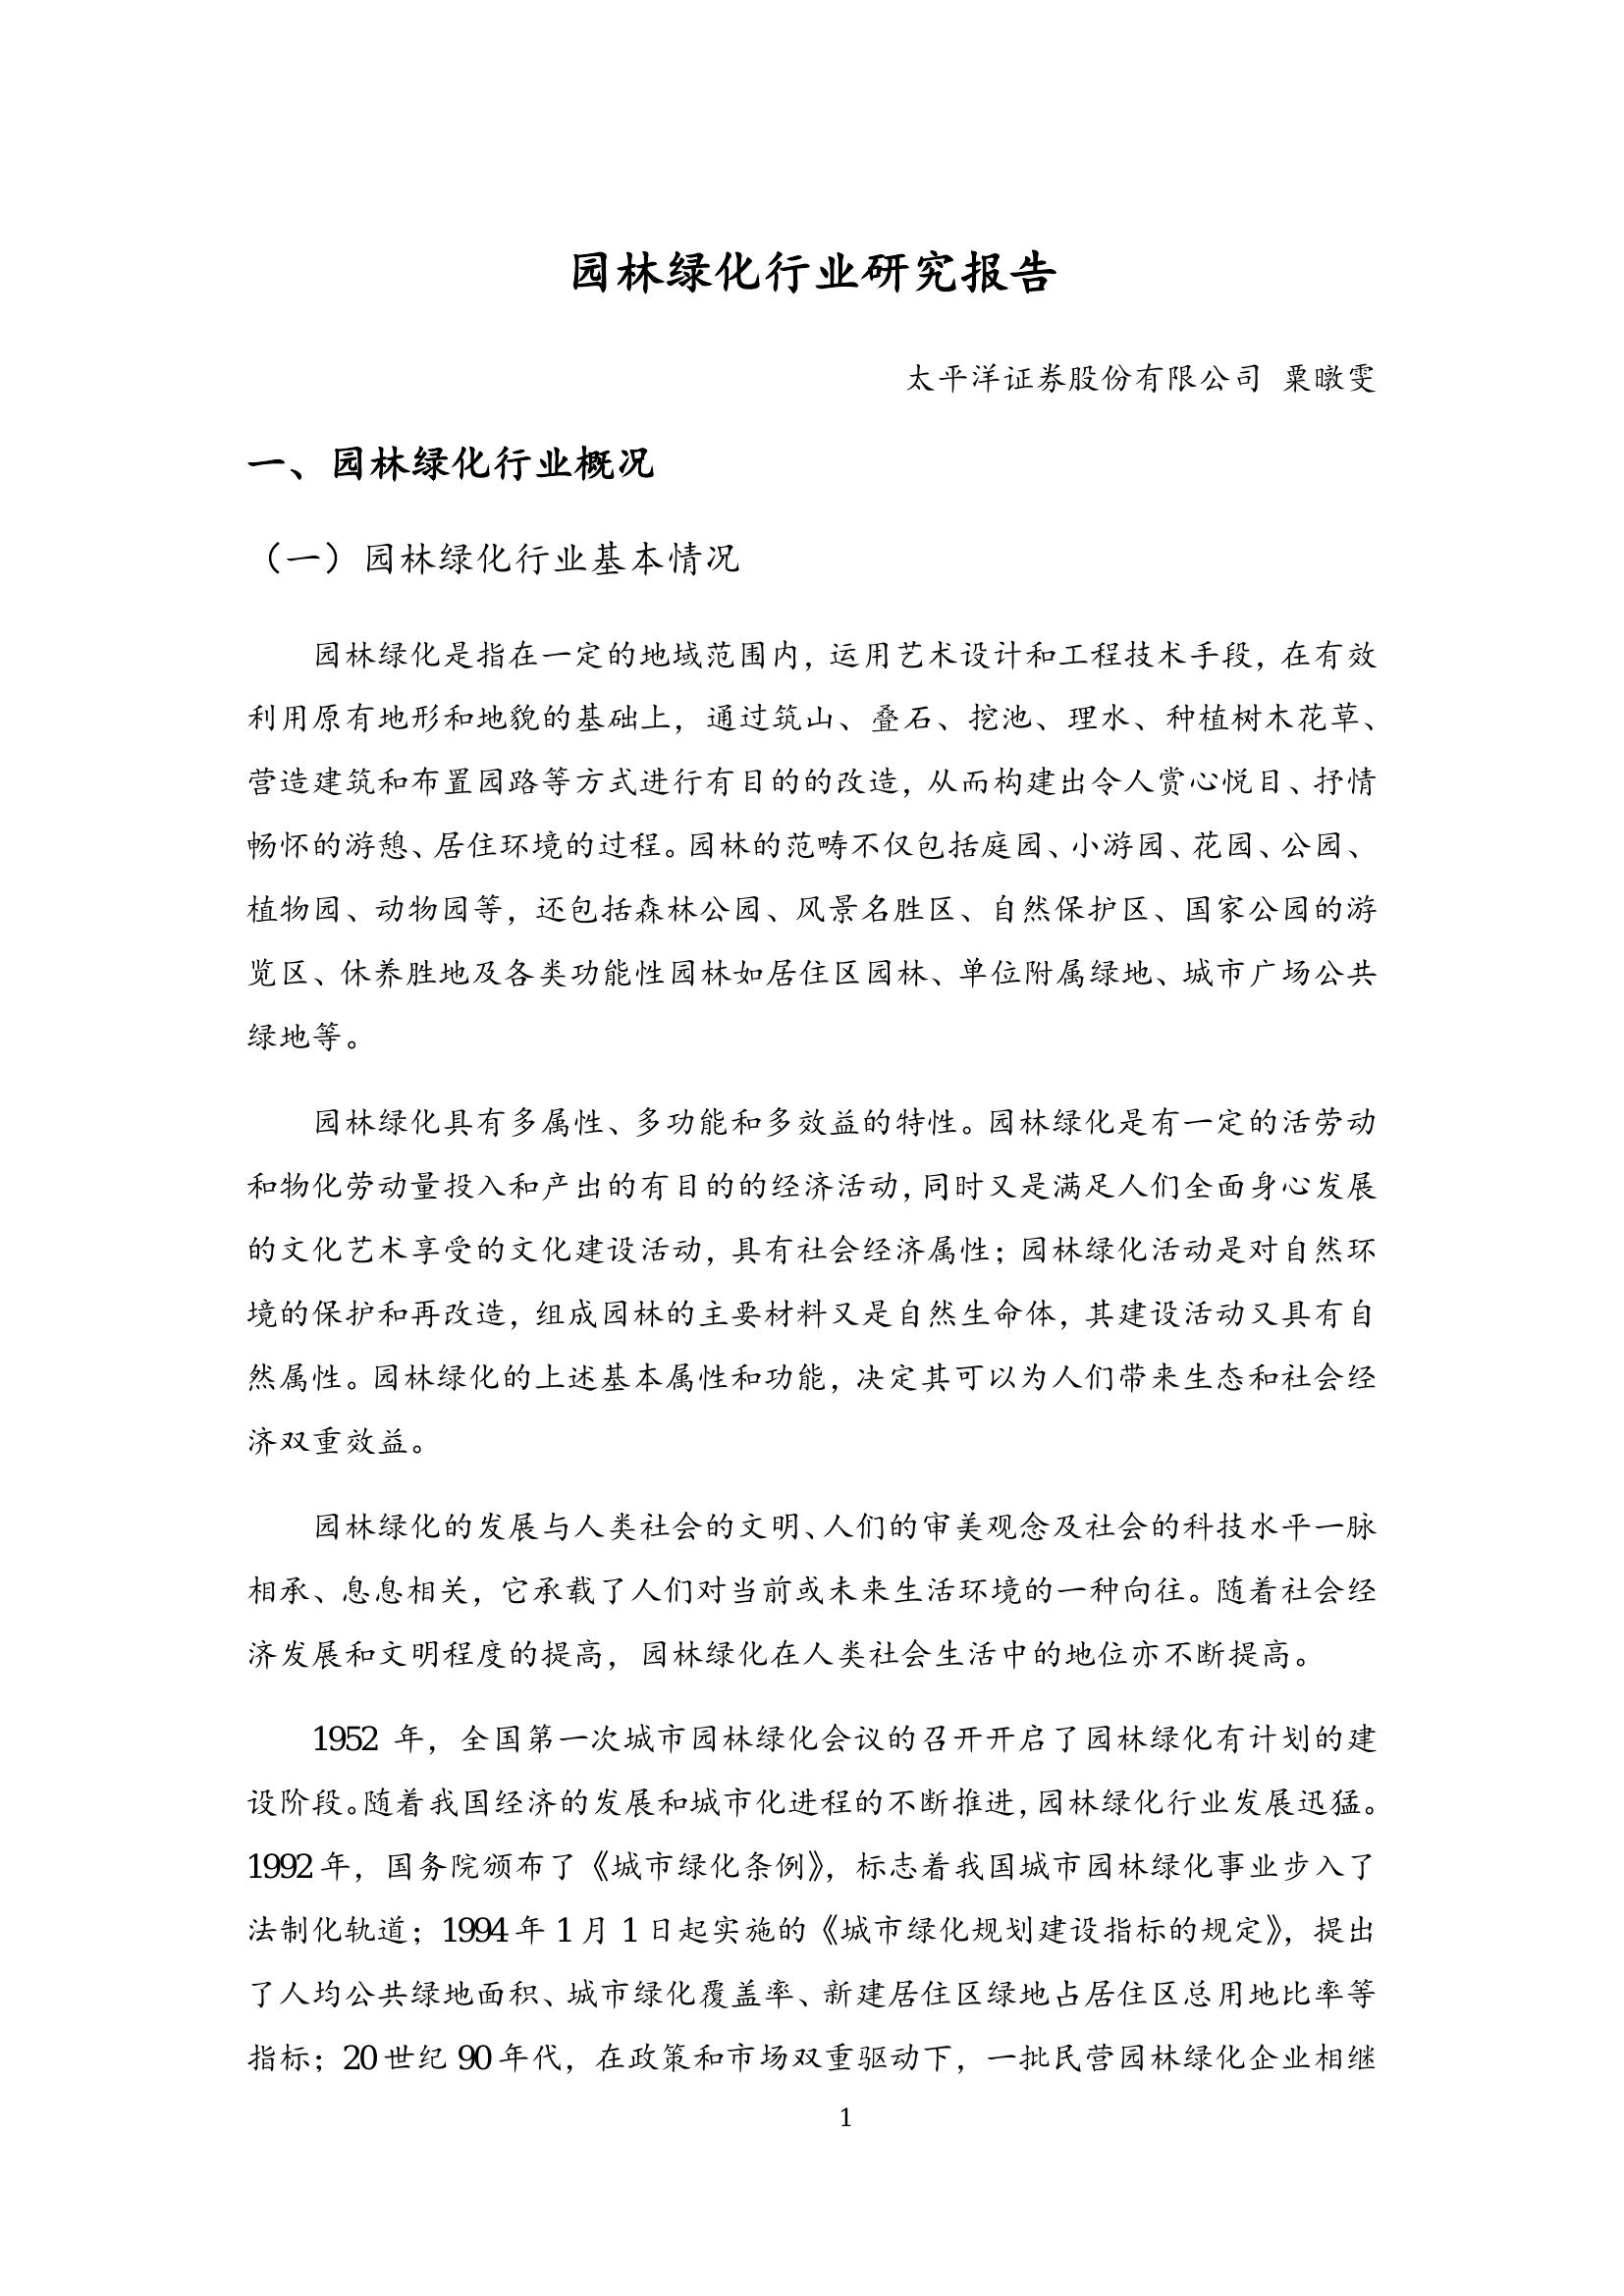 园林绿化行业研究报告
太平洋证券股份有限公司 粟暾雯
一、园林绿化行业概况
（一）园林绿化行业基本情况
园林绿化是指在一定的地域范围内，运用艺术设计和工程技术手段，在有效
利用原有地形和地貌的基础上，通过筑山、叠石、挖池、理水、种植树木花草、
营造建筑和布置园路等方式进行有目的的改造，从而构建出令人赏心悦目、抒情
畅怀的游憩、居住环境的过程。园林的范畴不仅包括庭园、小游园、花园、公园、
植物园、动物园等，还包括森林公园、风景名胜区、自然保护区、国家公园的游
览区、休养胜地及各类功能性园林如居住区园林、单位附属绿地、城市广场公共
绿地等。
园林绿化具有多属性、多功能和多效益的特性。园林绿化是有一定的活劳动
和物化劳动量投入和产出的有目的的经济活动，同时又是满足人们全面身心发展
的文化艺术享受的文化建设活动，具有社会经济属性；园林绿化活动是对自然环
境的保护和再改造，组成园林的主要材料又是自然生命体，其建设活动又具有自
然属性。园林绿化的上述基本属性和功能，决定其可以为人们带来生态和社会经
济双重效益。
园林绿化的发展与人类社会的文明、人们的审美观念及社会的科技水平一脉
相承、息息相关，它承载了人们对当前或未来生活环境的一种向往。随着社会经
济发展和文明程度的提高，园林绿化在人类社会生活中的地位亦不断提高。
1952 年，全国第一次城市园林绿化会议的召开开启了园林绿化有计划的建
设阶段。随着我国经济的发展和城市化进程的不断推进，园林绿化行业发展迅猛。
1992 年，国务院颁布了《城市绿化条例》，标志着我国城市园林绿化事业步入了
法制化轨道；1994 年 1 月 1 日起实施的《城市绿化规划建设指标的规定》，提出
了人均公共绿地面积、城市绿化覆盖率、新建居住区绿地占居住区总用地比率等
指标；20 世纪 90 年代，在政策和市场双重驱动下，一批民营园林绿化企业相继
1